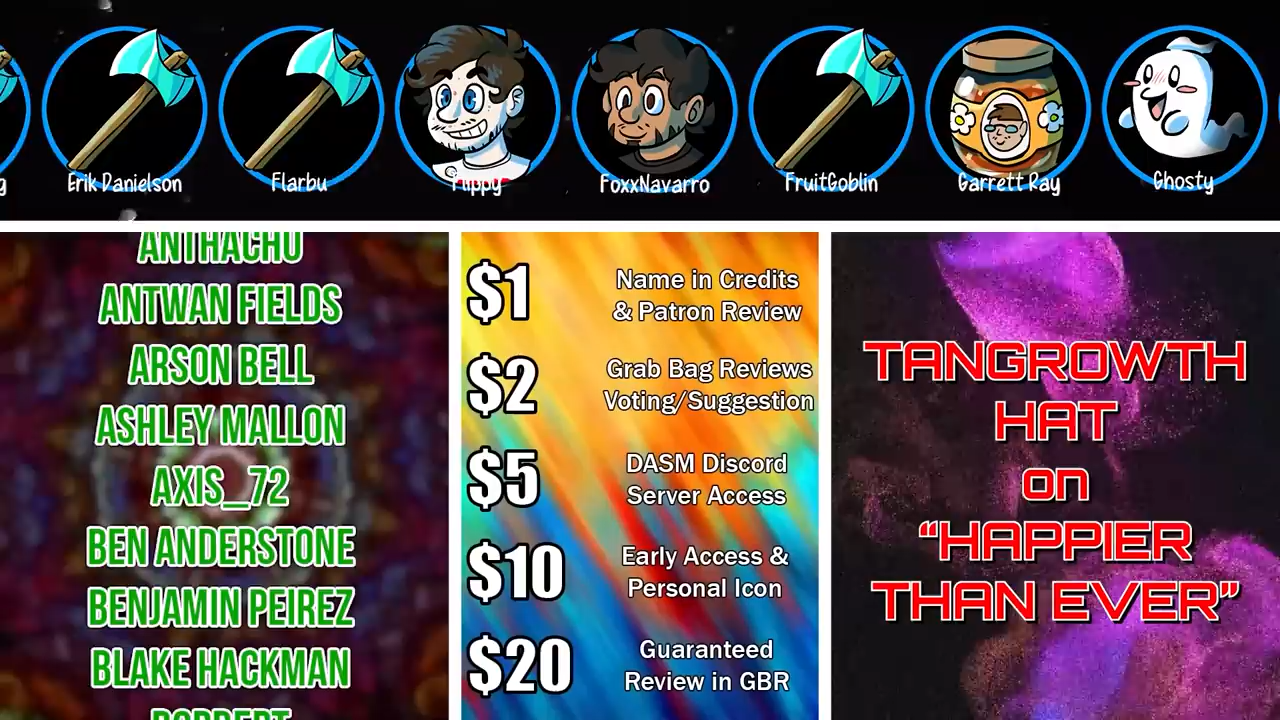 g
Erik Danielson
Flarbu
Flippy
FoxxNavarro
FruitGoblin
Garrett Ray
Ghosty
ANTHACHO
ANTWAN FIELDS
ARSON BELL
ASHLEY MALLON
AXIS_72
BEN ANDERSTONE
BENJAMIN PEIREZ
BLAKE HACKMAN
$1
Name in Credits
& Patron Review
$2
Grab Bag Reviews
Voting/Suggestion
$5
DASM Discord
Server Access
$10
Early Access &
Personal Icon
$20
Guaranteed
Review in GBR
TANGROWTH
HAT
on
“HAPPIER
THAN EVER”